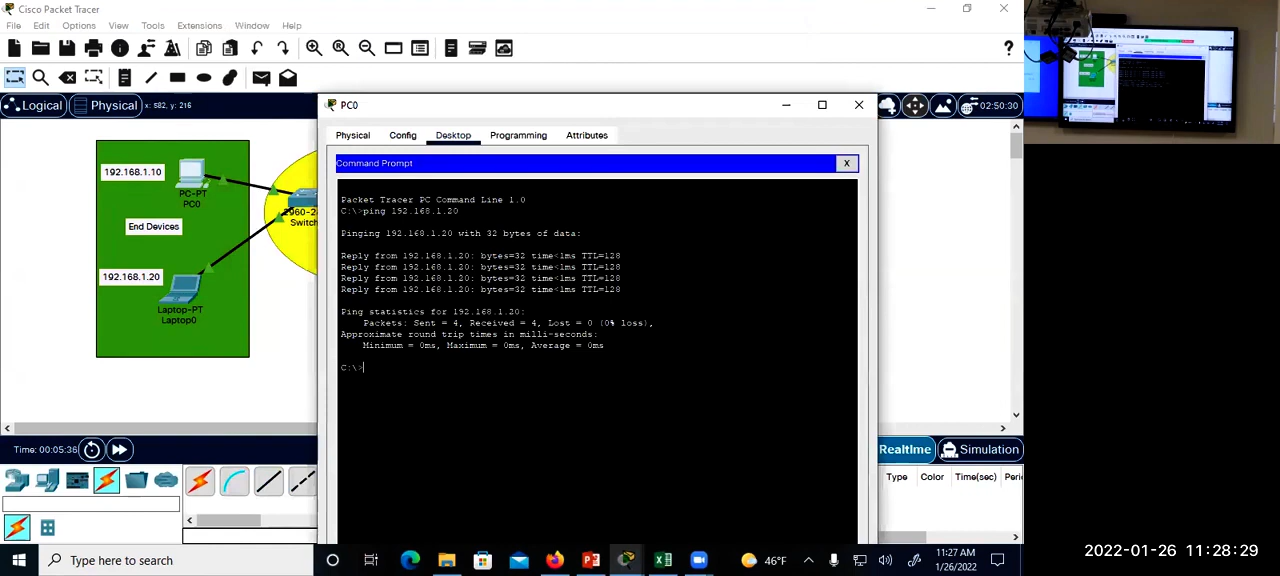 Cisco Packet Tracer
File Edit Options View Tools Extensions Window Help
?
Logical Physical x: 582, y: 216
02:50:30
PC0
Physical Config Desktop Programming Attributes
Command Prompt
X
Packet Tracer PC Command Line 1.0
C:\>ping 192.168.1.20
Pinging 192.168.1.20 with 32 bytes of data:
Reply from 192.168.1.20: bytes=32 time<1ms TTL=128
Reply from 192.168.1.20: bytes=32 time<1ms TTL=128
Reply from 192.168.1.20: bytes=32 time<1ms TTL=128
Reply from 192.168.1.20: bytes=32 time<1ms TTL=128
Ping statistics for 192.168.1.20:
Packets: Sent = 4, Received = 4, Lost = 0 (0% loss),
Approximate round trip times in milli-seconds:
Minimum = 0ms, Maximum = 0ms, Average = 0ms
C:\>
192.168.1.10
PC-PT
PC0
End Devices
192.168.1.20
Laptop-PT
Laptop0
2960-2
Switch
Time: 00:05:36
Realtime Simulation
Type Color Time(sec) Peri
Type here to search
46°F
11:27 AM
1/26/2022
2022-01-26 11:28:29